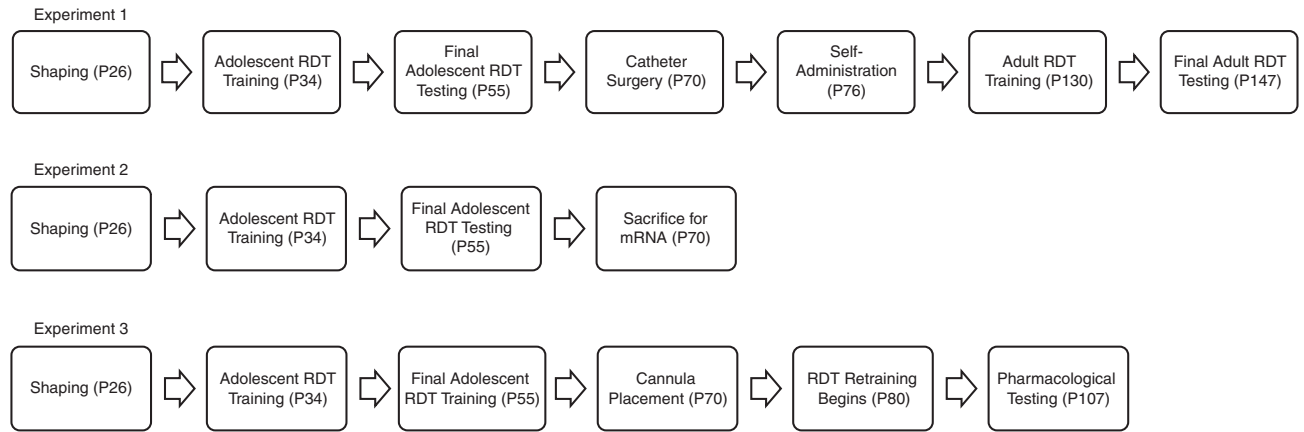 Experiment 1
Shaping (P26)
Adolescent RDT
Training (P34)
Final
Adolescent RDT
Testing (P55)
Catheter
Surgery (P70)
Self-
Administration
(P76)
Adult RDT
Training (P130)
Final Adult RDT
Testing (P147)
Experiment 2
Shaping (P26)
Adolescent RDT
Training (P34)
Final Adolescent
RDT Testing
(P55)
Sacrifice for
mRNA (P70)
Experiment 3
Shaping (P26)
Adolescent RDT
Training (P34)
Final Adolescent
RDT Training (P55)
Cannula
Placement (P70)
RDT Retraining
Begins (P80)
Pharmacological
Testing (P107)